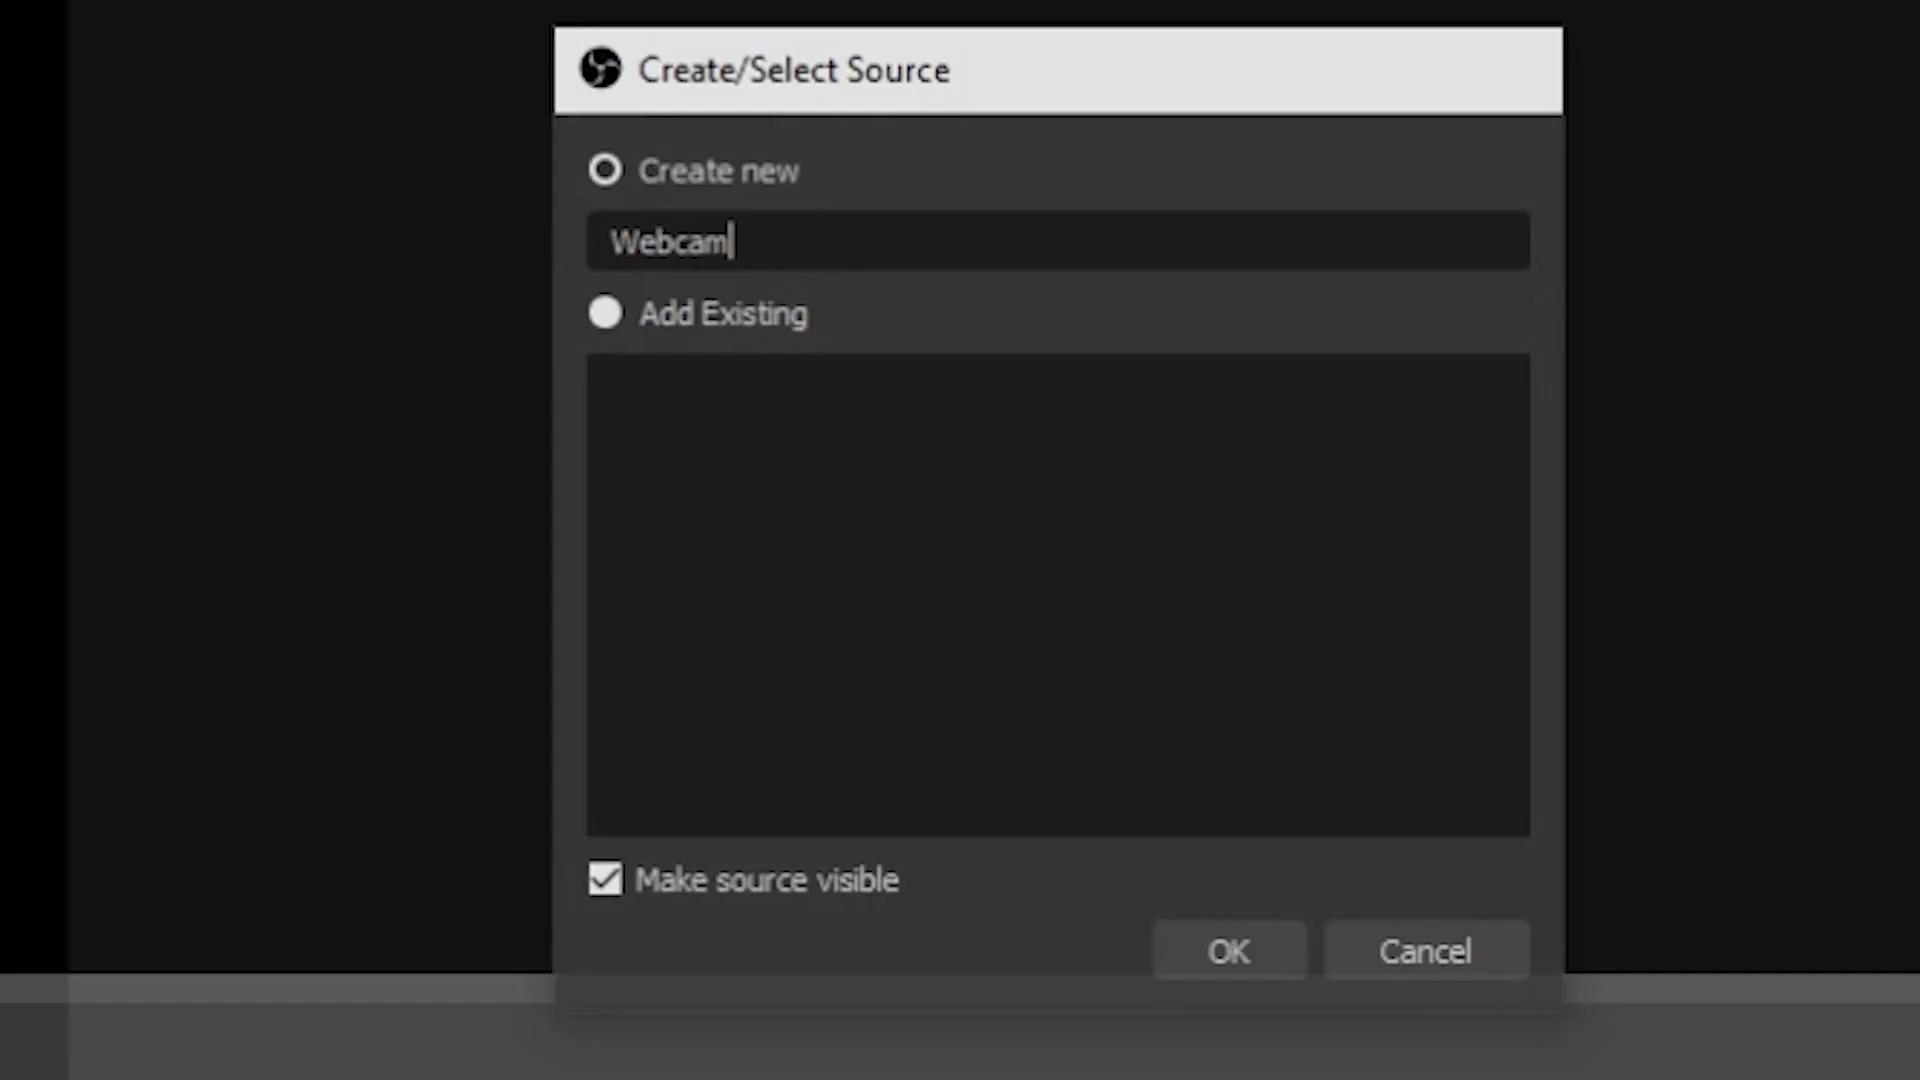 Create/Select Source
Create new
Webcam
Add Existing
Make source visible
OK
Cancel